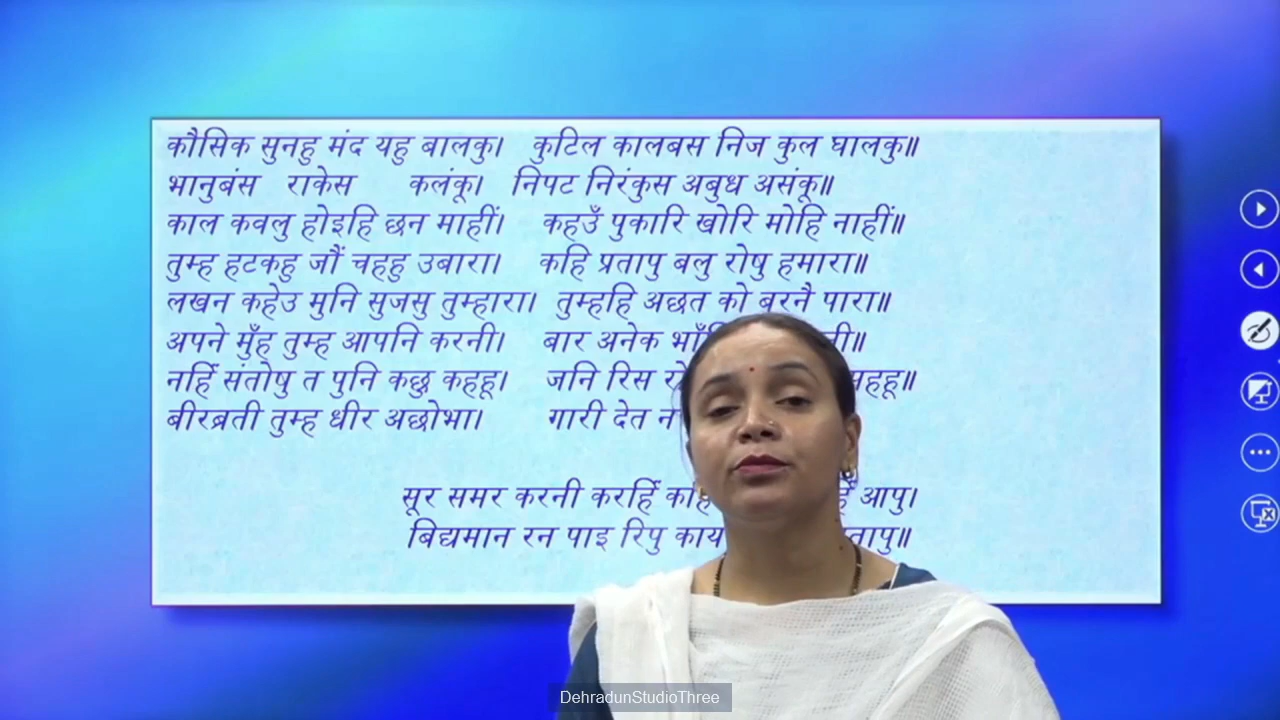 कौसिक सुनहु मंद यहु बालकु। कुटिल कालबस निज कुल घालकु॥
भानुबंस राकेस कलंकू। निपट निरंकुस अबुध असंकू॥
काल कवलु होइहि छन माहीं। कहउँ पुकारि खोरि मोहि नाहीं॥
तुम्ह हटकहु जौं चहहु उबारा। कहि प्रतापु बलु रोषु हमारा॥
लखन कहेउ मुनि सुजसु तुम्हारा। तुम्हहि अछत को बरनै पारा॥
अपने मुँह तुम्ह आपनि करनी। बार अनेक
नहिं संतोषु त पुनि कछु कहहू। जनि रिस सहहू॥
बीरब्रती तुम्ह धीर अछोभा। गारी देत
सूर समर करनी करहिं आपु।
बिद्यमान रन पाइ रिपु
DehradunStudioThree